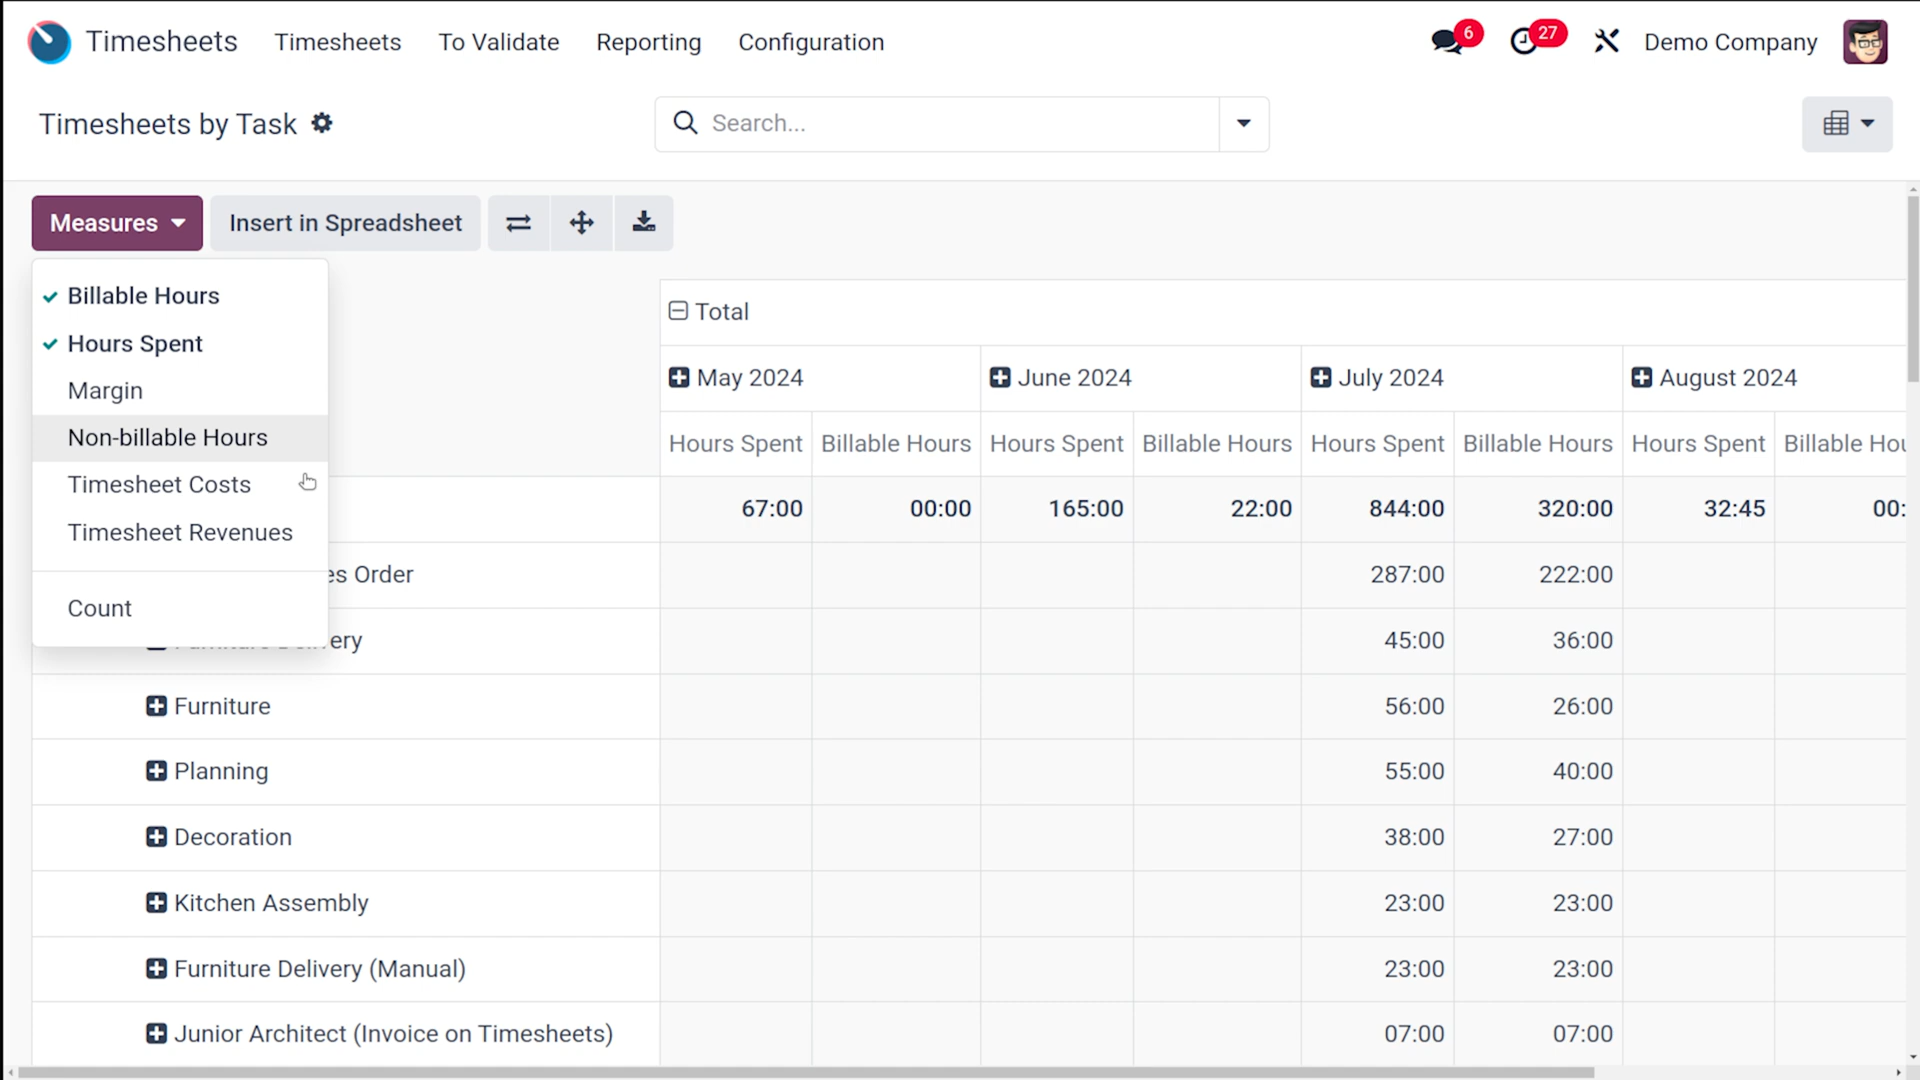 Timesheets Timesheets To Validate Reporting Configuration 6 27 Demo Company
Timesheets by Task Search...
Measures Insert in Spreadsheet
Billable Hours
Hours Spent
Margin
Non-billable Hours
Timesheet Costs
Timesheet Revenues
Count
Total
May 2024 June 2024 July 2024 August 2024
Hours Spent Billable Hours Hours Spent Billable Hours Hours Spent Billable Hours Hours Spent Billable Hou
67:00 00:00 165:00 22:00 844:00 320:00 32:45 00:
es Order 287:00 222:00
ery 45:00 36:00
Furniture 56:00 26:00
Planning 55:00 40:00
Decoration 38:00 27:00
Kitchen Assembly 23:00 23:00
Furniture Delivery (Manual) 23:00 23:00
Junior Architect (Invoice on Timesheets) 07:00 07:00